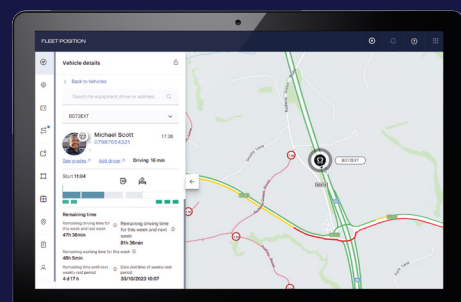 FLEET POSITION
Vehicle details
Back to Vehicles
Search for equipment, driver or address
BD72EXT
Michael Scott
17:38
07987654321
See grades
Add driver
Driving 16 min
Start 11:04
Remaining time
Remaining driving time for this week and last week
47h 36min
Remaining driving time for this week and next week
81h 36min
Remaining working time for this week
48h 5min
Remaining time until next weekly rest period
4 d 17 h
Date and time of weekly rest period
30/10/2023 10:07
BD72EXT